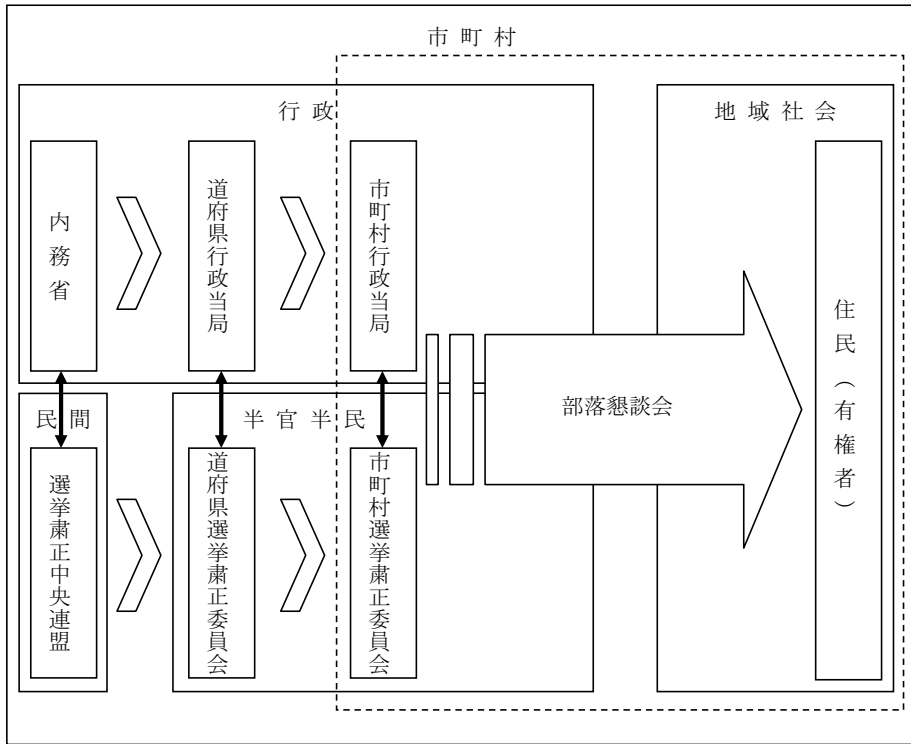 市町村
行政
地域社会
内務省
道府県行政当局
市町村行政当局
住民（有権者）
部落懇談会
民間
半官半民
選挙粛正中央連盟
道府県選挙粛正委員会
市町村選挙粛正委員会